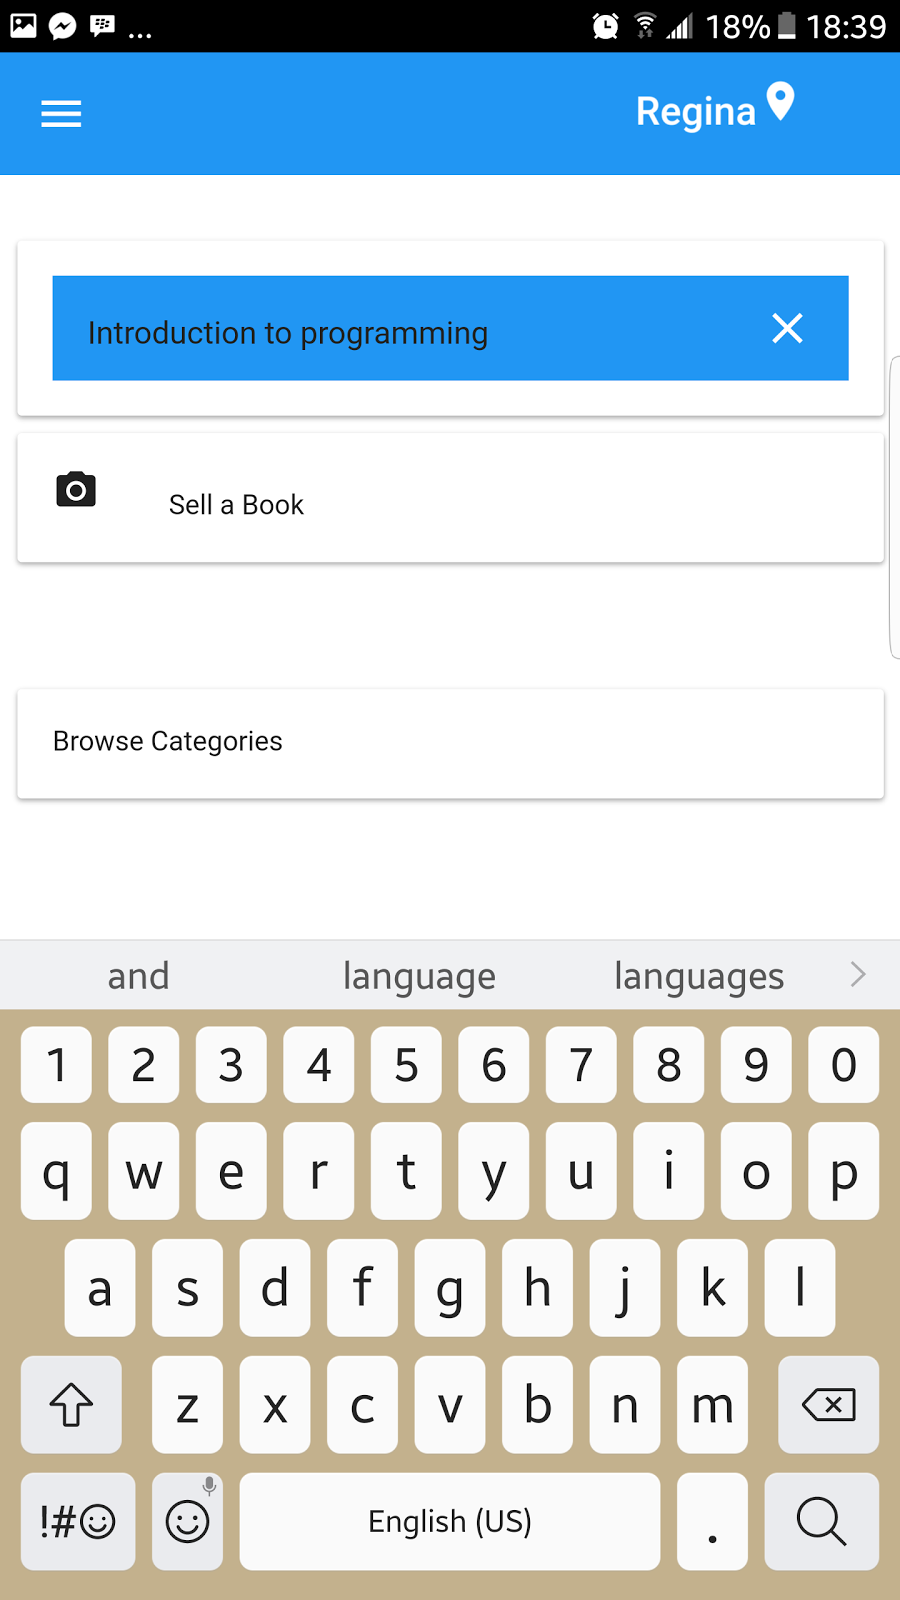 ... 18% 18:39
Regina
Introduction to programming
Sell a Book
Browse Categories
and language languages
1 2 3 4 5 6 7 8 9 0
q w e r t y u i o p
a s d f g h j k l
z x c v b n m
!#☺ English (US) .